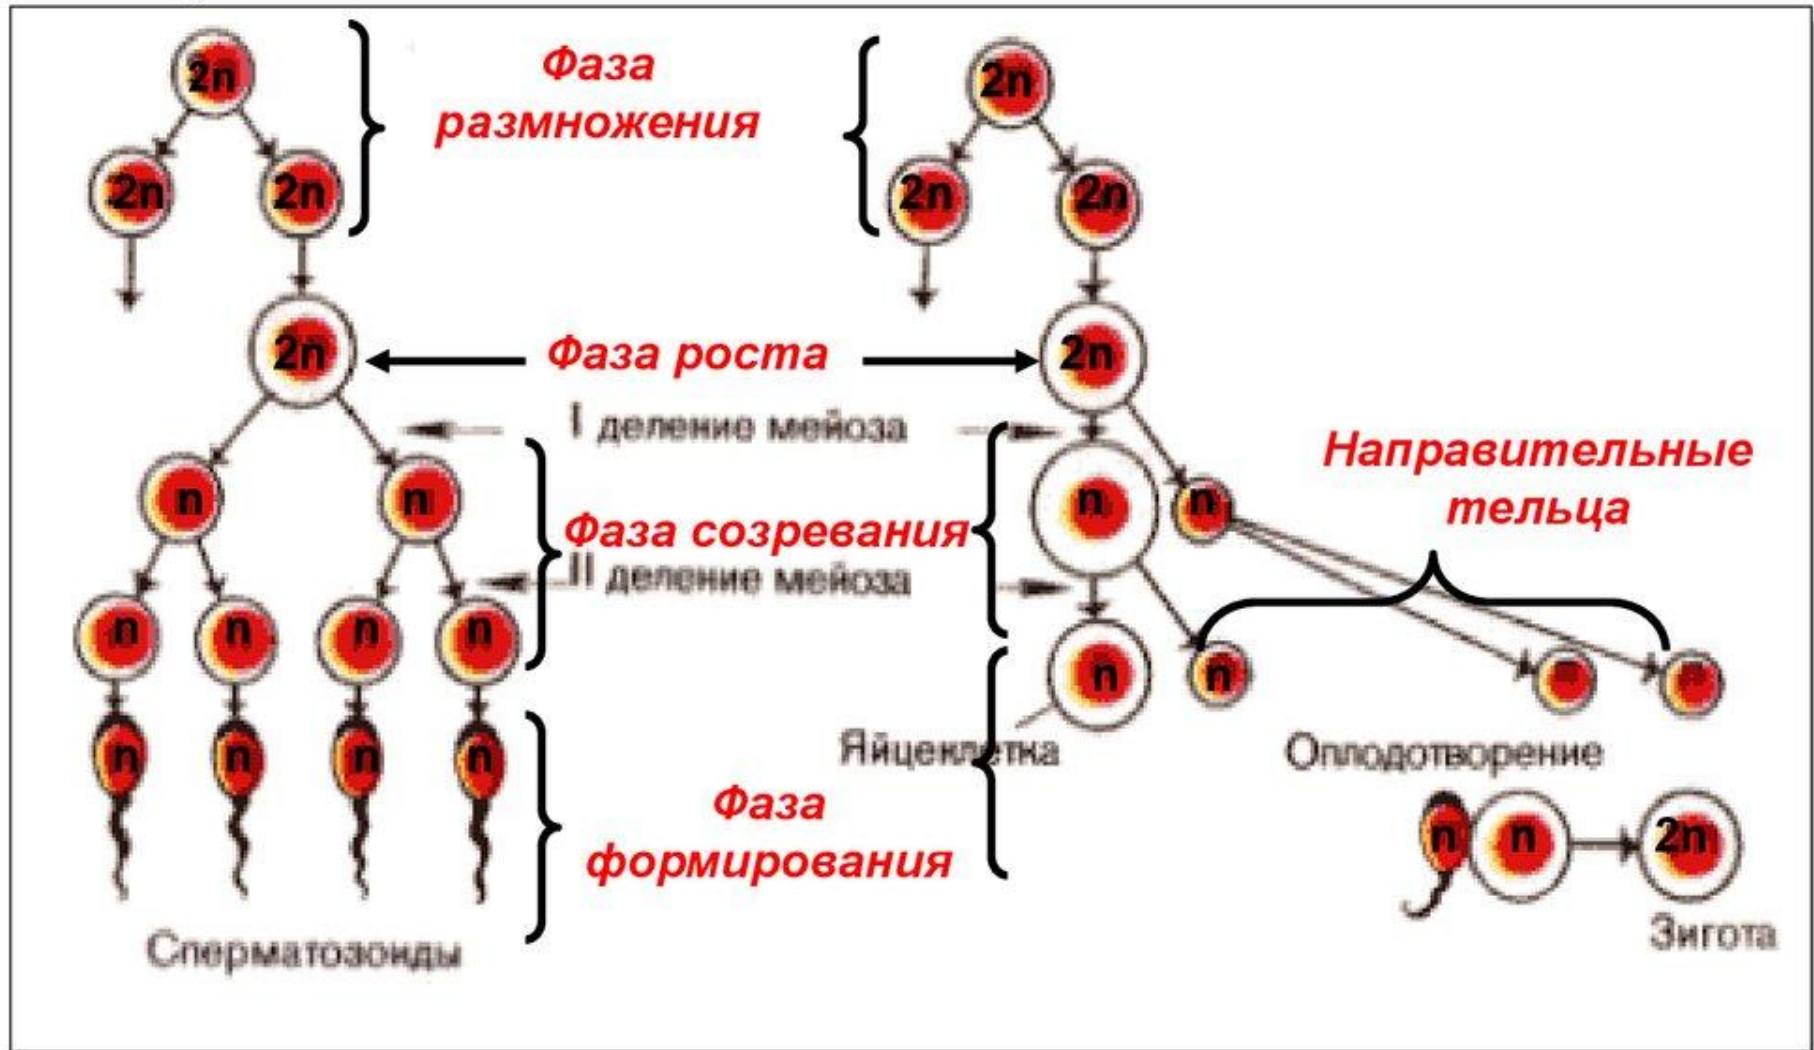 2n
2n
Фаза
размножения
2n
2n
2n
2n
2n
Фаза роста
2n
I деление мейоза
Направительные
тельца
n
n
n
n
Фаза созревания
II деление мейоза
n
n
n
n
n
n
Яйцеклетка
Оплодотворение
n
n
n
n
Фаза
формирования
n
n
2n
Сперматозоиды
Зигота